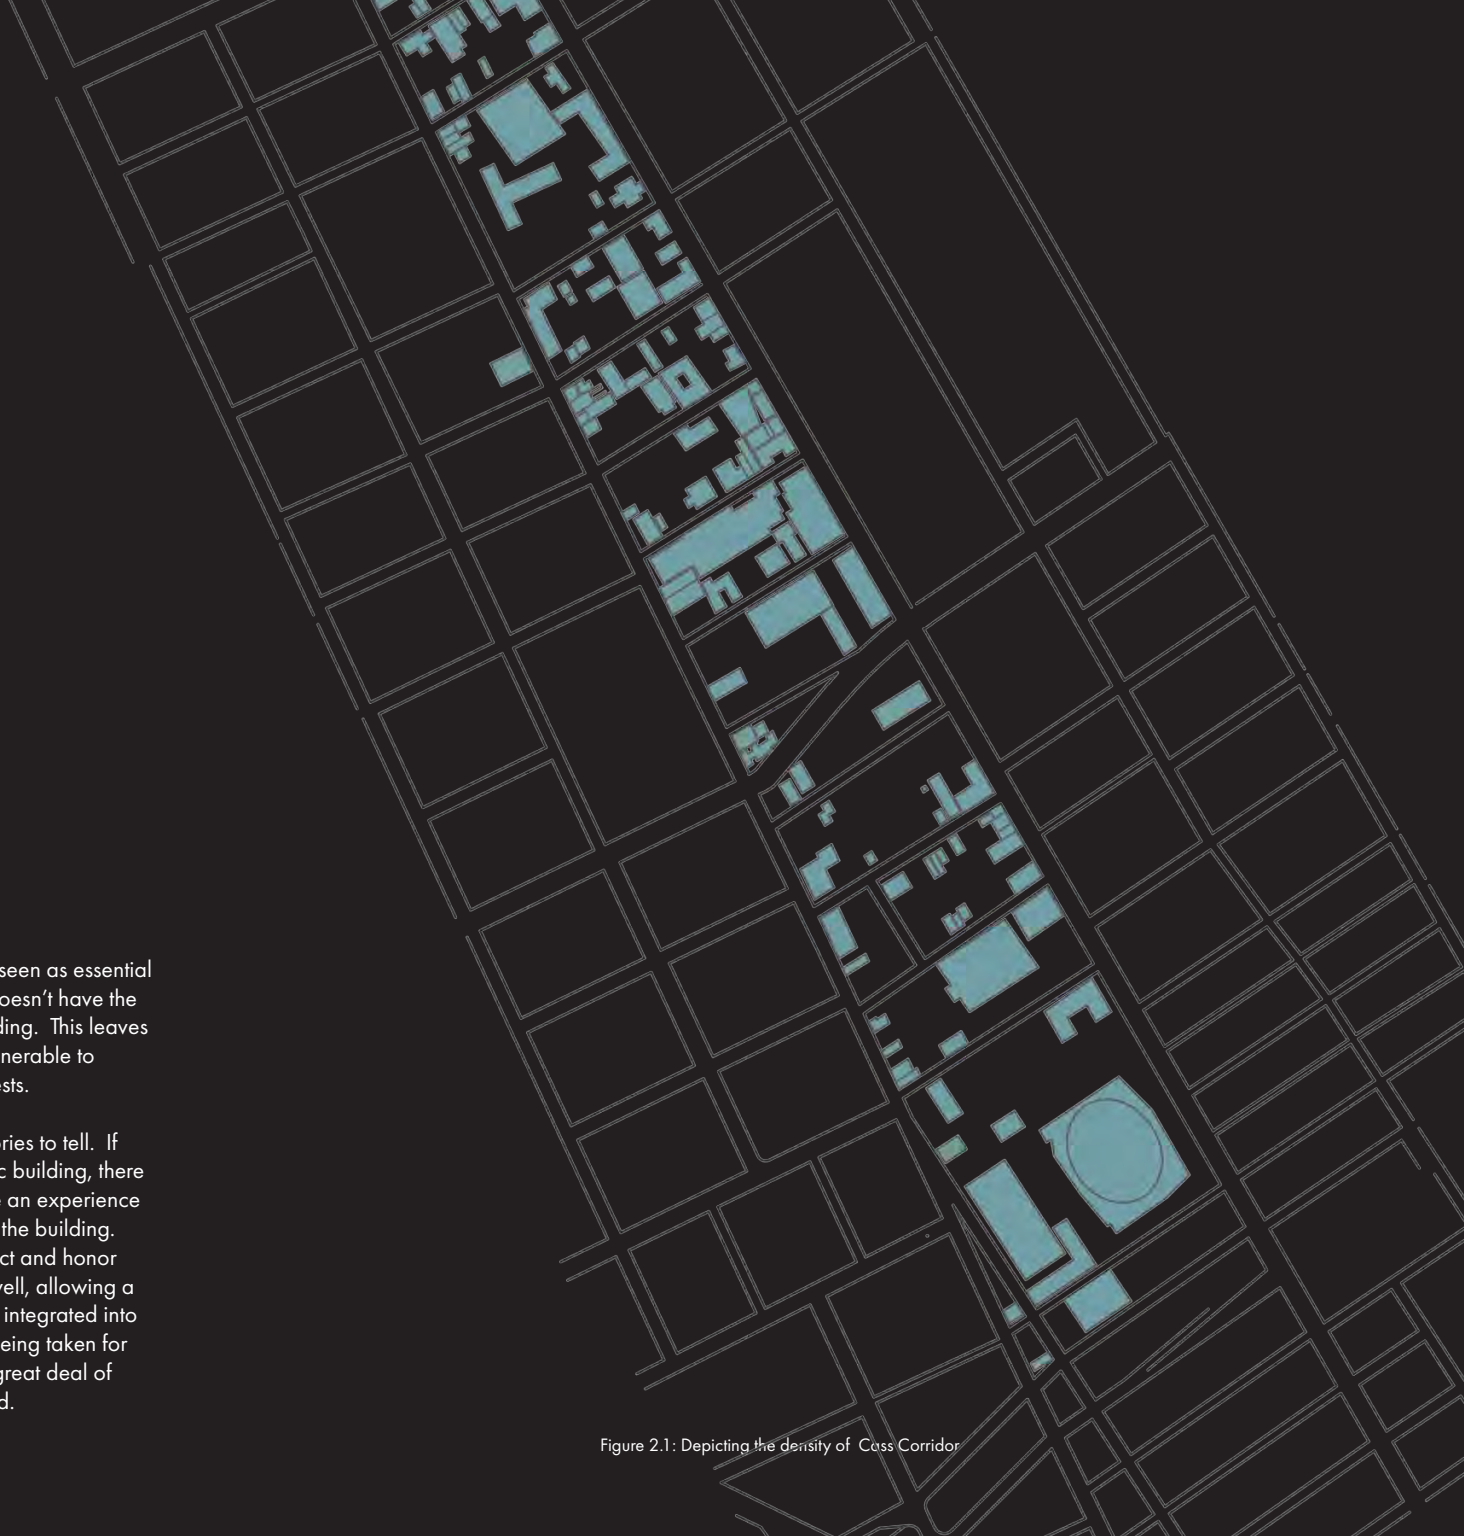 seen as essential
oesn't have the
ding. This leaves
nerable to
ests.
ries to tell. If
c building, there
e an experience
the building.
ct and honor
vell, allowing a
integrated into
eing taken for
great deal of
d.
Figure 2.1: Depicting the density of Cass Corridor